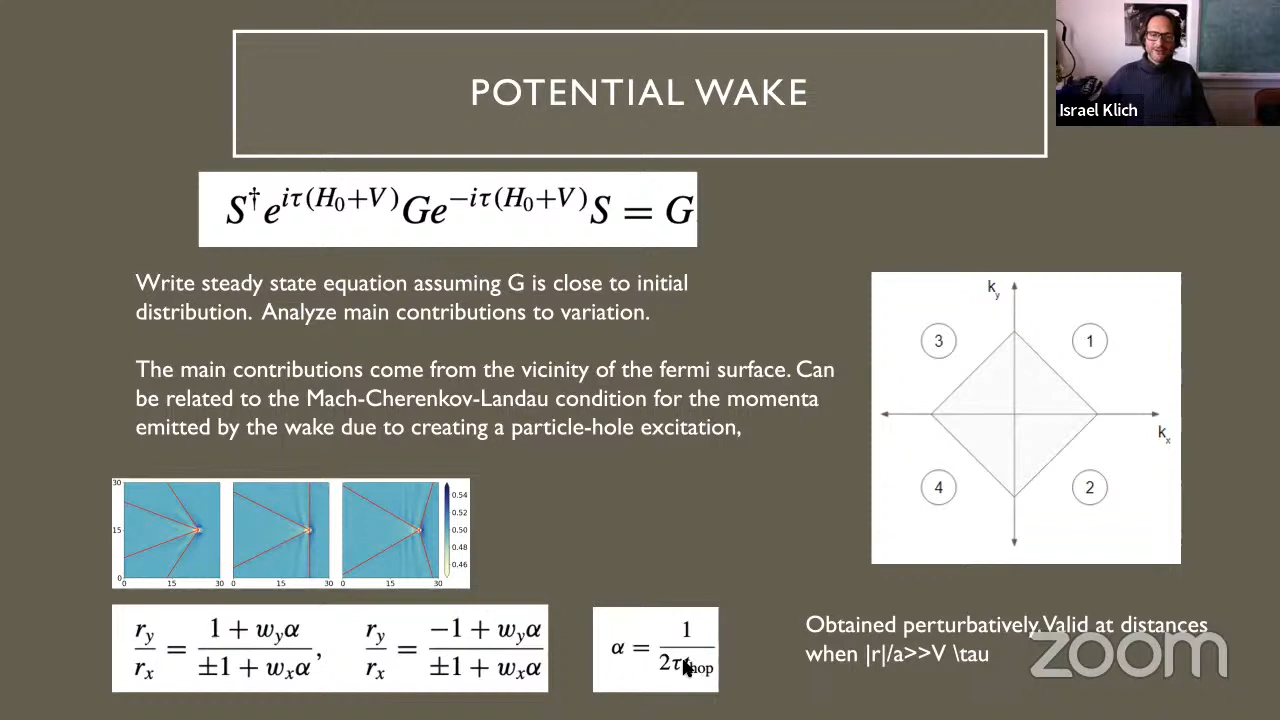 POTENTIAL WAKE
Israel Klich
S†e^{iτ(H₀+V)}Ge^{-iτ(H₀+V)}S = G
Write steady state equation assuming G is close to initial
distribution. Analyze main contributions to variation.
The main contributions come from the vicinity of the fermi surface. Can
be related to the Mach-Cherenkov-Landau condition for the momenta
emitted by the wake due to creating a particle-hole excitation,
k_y
3 1
k_x
4 2
30
15
0
0 15 30 0 15 30 0 15 30
0.54
0.52
0.50
0.48
0.46
r_y/r_x = (1 + w_yα)/(±1 + w_xα), r_y/r_x = (-1 + w_yα)/(±1 + w_xα)
α = 1/2τ hop
Obtained perturbatively. Valid at distances
when |r|/a>>V \tau
zoom